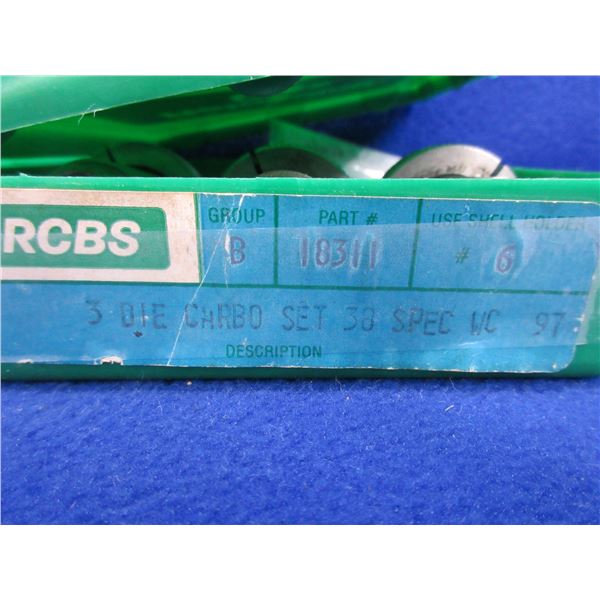 RCBS
GROUP PART # USE SHELL HOLDER
B 18311 # 6
3 DIE CARBO SET 38 SPEC WC 97
DESCRIPTION